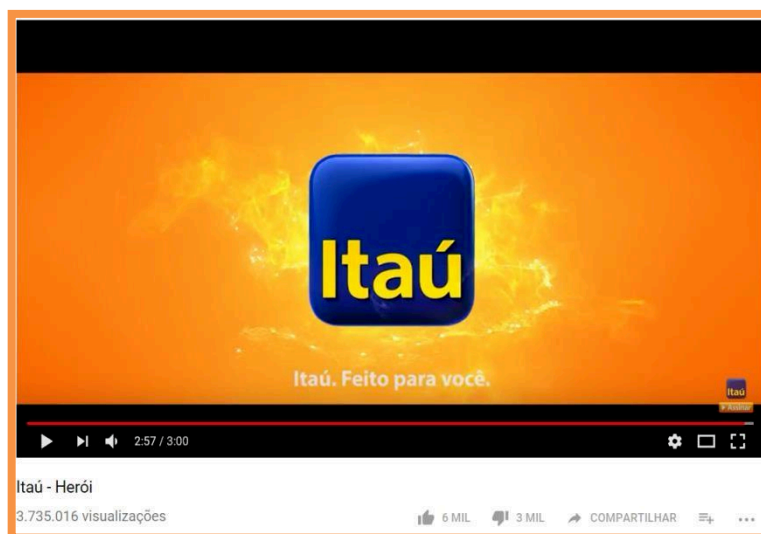 Itaú
Itaú. Feito para você.
Itaú
Assinar
2:57 / 3:00
Itaú - Herói
3.735.016 visualizações
6 MIL 3 MIL COMPARTILHAR